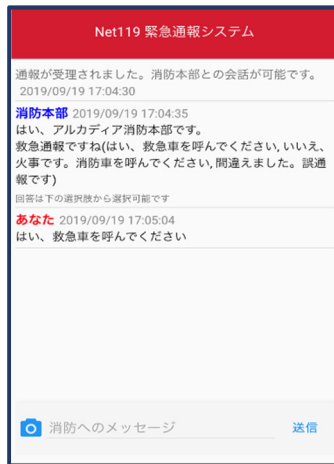 Net119 緊急通報システム
通報が受理されました。消防本部との会話が可能です。
2019/09/19 17:04:30
消防本部 2019/09/19 17:04:35
はい、アルカディア消防本部です。
救急通報ですね(はい、救急車を呼んでください, いいえ、
火事です。消防車を呼んでください, 間違えました。誤通
報です)
回答は下の選択肢から選択可能です
あなた 2019/09/19 17:05:04
はい、救急車を呼んでください
消防へのメッセージ 送信